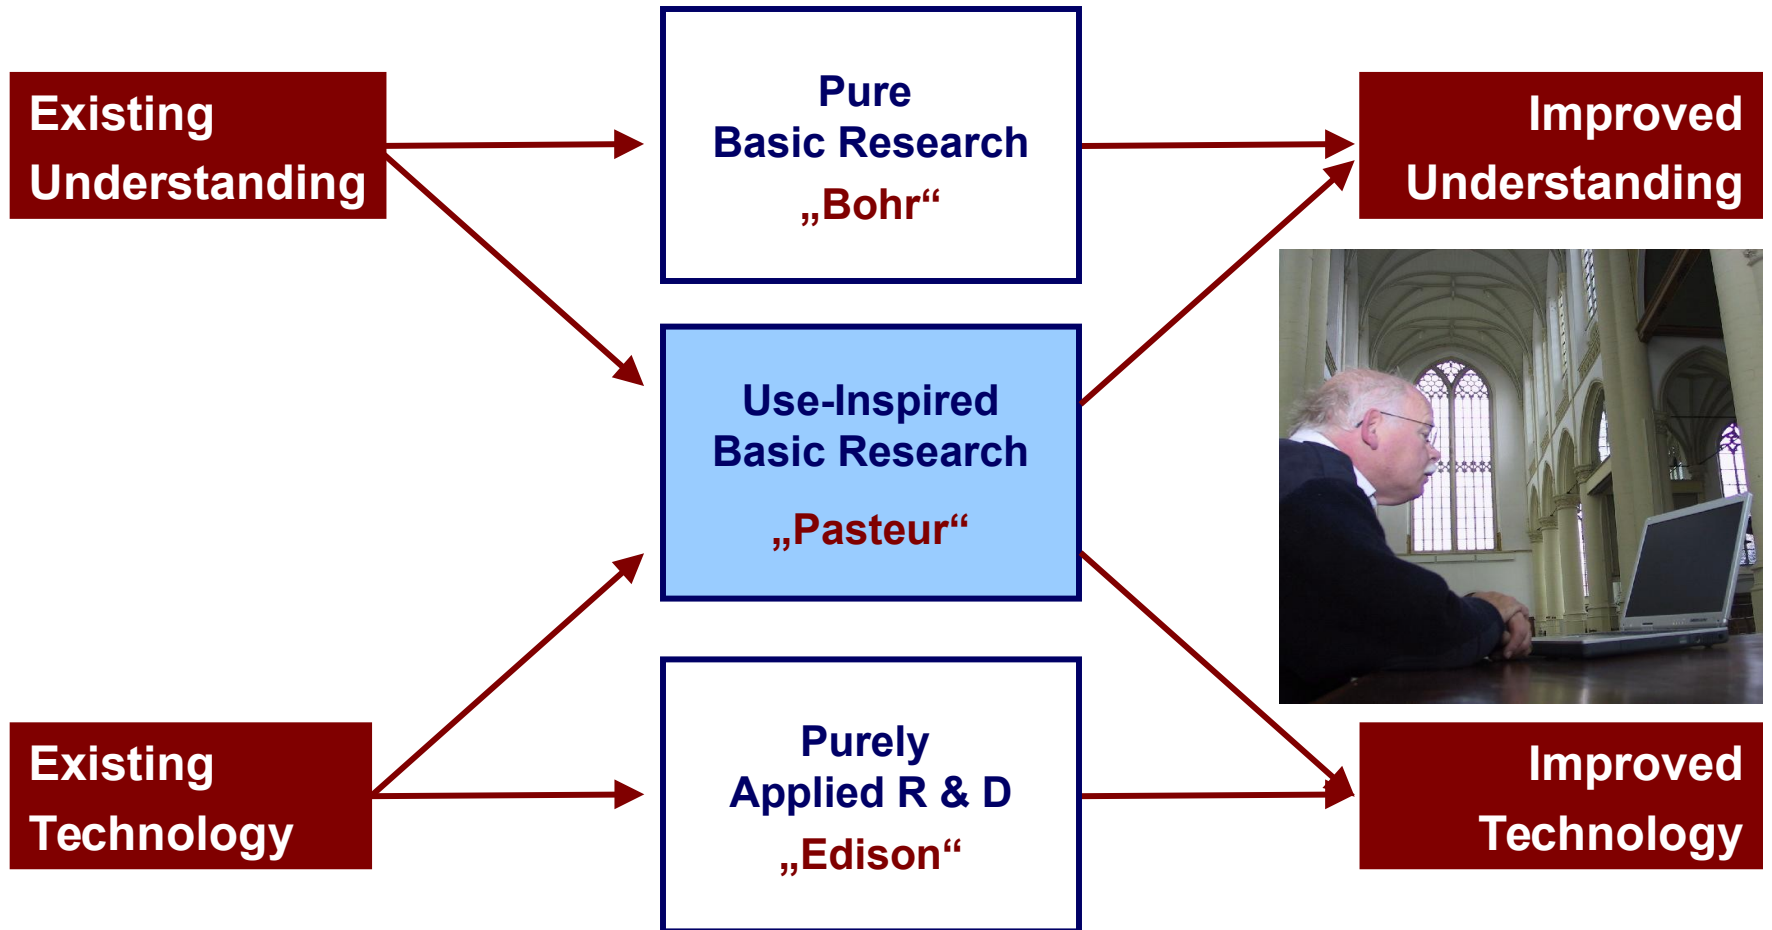 Existing
Understanding
Pure
Basic Research
„Bohr“
Improved
Understanding
Use-Inspired
Basic Research
„Pasteur“
Existing
Technology
Purely
Applied R & D
„Edison“
Improved
Technology